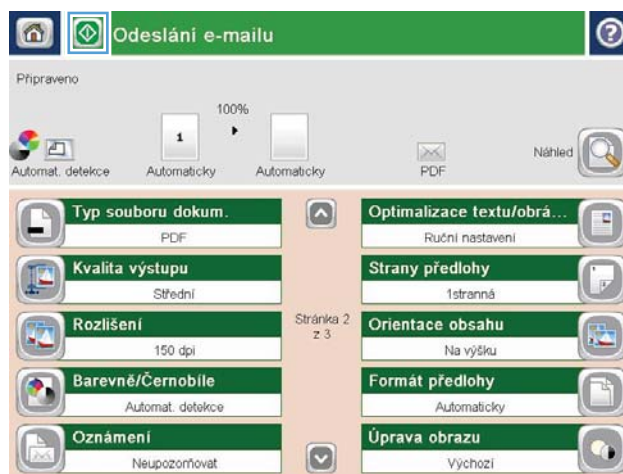 Odeslání e-mailu
Připraveno
100%
1
Automat. detekce
Automaticky
Automaticky
PDF
Náhled
Typ souboru dokum.
PDF
Kvalita výstupu
Střední
Rozlišení
150 dpi
Barevně/Černobíle
Automat. detekce
Oznámení
Neupozorňovat
Stránka 2
z 3
Optimalizace textu/obrá...
Ruční nastavení
Strany předlohy
1stranná
Orientace obsahu
Na výšku
Formát předlohy
Automaticky
Úprava obrazu
Výchozí